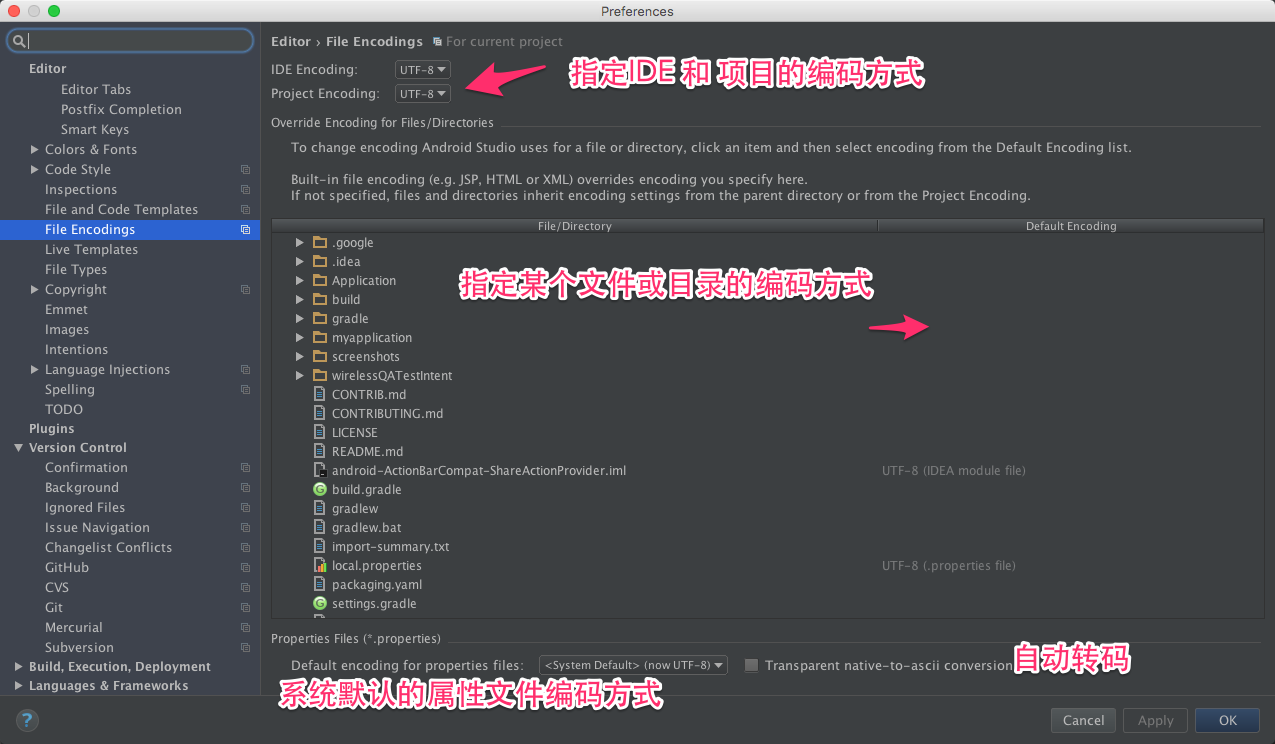 Preferences
Editor
Editor Tabs
Postfix Completion
Smart Keys
Colors & Fonts
Code Style
Inspections
File and Code Templates
File Encodings
Live Templates
File Types
Copyright
Emmet
Images
Intentions
Language Injections
Spelling
TODO
Plugins
Version Control
Confirmation
Background
Ignored Files
Issue Navigation
Changelist Conflicts
GitHub
CVS
Git
Mercurial
Subversion
Build, Execution, Deployment
Languages & Frameworks
Editor › File Encodings For current project
IDE Encoding: UTF-8
Project Encoding: UTF-8
指定IDE 和 项目的编码方式
Override Encoding for Files/Directories
To change encoding Android Studio uses for a file or directory, click an item and then select encoding from the Default Encoding list.
Built-in file encoding (e.g. JSP, HTML or XML) overrides encoding you specify here.
If not specified, files and directories inherit encoding settings from the parent directory or from the Project Encoding.
File/Directory Default Encoding
.google
.idea
Application
指定某个文件或目录的编码方式
build
gradle
myapplication
screenshots
wirelessQATestIntent
CONTRIB.md
CONTRIBUTING.md
LICENSE
README.md
android-ActionBarCompat-ShareActionProvider.iml UTF-8 (IDEA module file)
build.gradle
gradlew
gradlew.bat
import-summary.txt
local.properties UTF-8 (.properties file)
packaging.yaml
settings.gradle
Properties Files (*.properties)
Default encoding for properties files: <System Default> (now UTF-8) Transparent native-to-ascii conversion
自动转码
系统默认的属性文件编码方式
? Cancel Apply OK